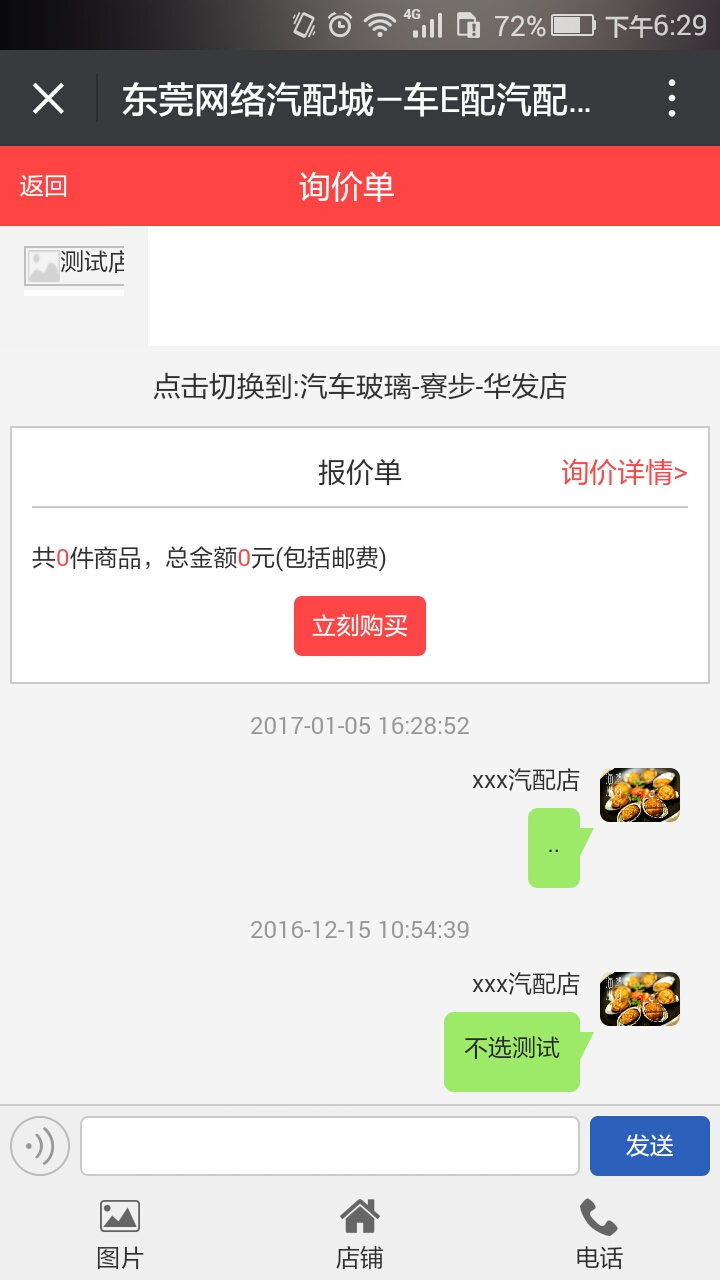 4G 72% 下午6:29
东莞网络汽配城—车E配汽配...
返回 询价单
测试店
点击切换到:汽车玻璃-寮步-华发店
报价单 询价详情>
共0件商品，总金额0元(包括邮费)
立刻购买
2017-01-05 16:28:52
xxx汽配店
..
2016-12-15 10:54:39
xxx汽配店
不选测试
发送
图片 店铺 电话